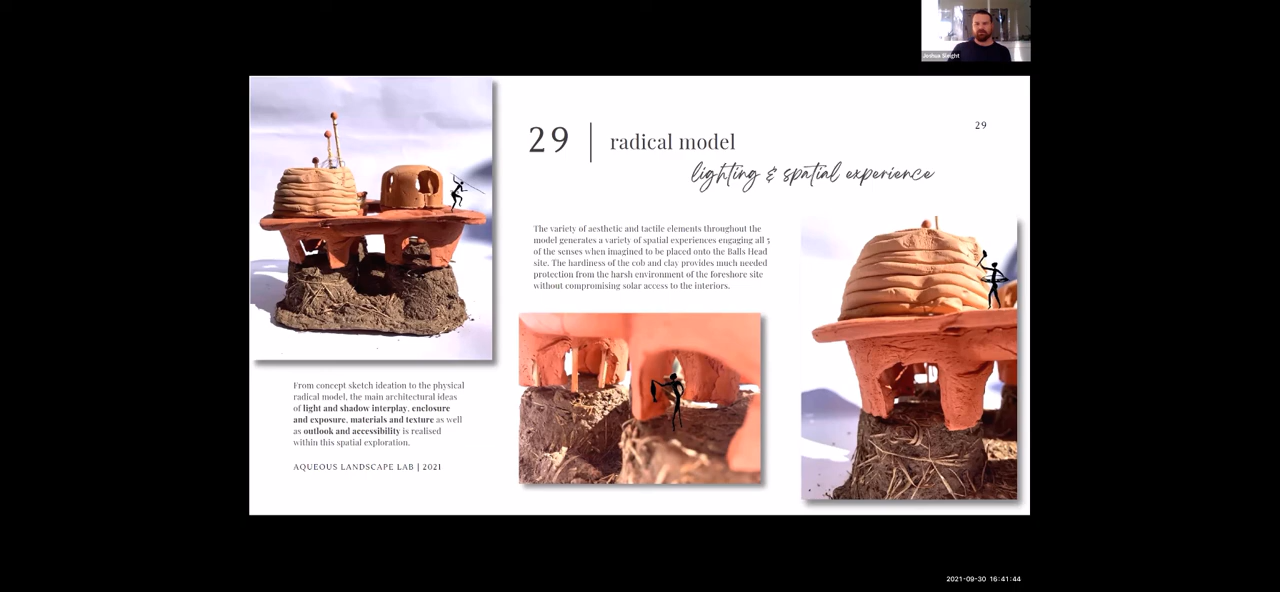 Joshua Sleight
29
29 | radical model
lighting & spatial experience
The variety of aesthetic and tactile elements throughout the
model generates a variety of spatial experiences engaging all 5
of the senses when imagined to be placed onto the Balls Head
site. The hardiness of the cob and clay provides much needed
protection from the harsh environment of the foreshore site
without compromising solar access to the interiors.
From concept sketch ideation to the physical
radical model, the main architectural ideas
of light and shadow interplay, enclosure
and exposure, materials and texture as well
as outlook and accessibility is realised
within this spatial exploration.
AQUEOUS LANDSCAPE LAB | 2021
2021-09-30 16:41:44